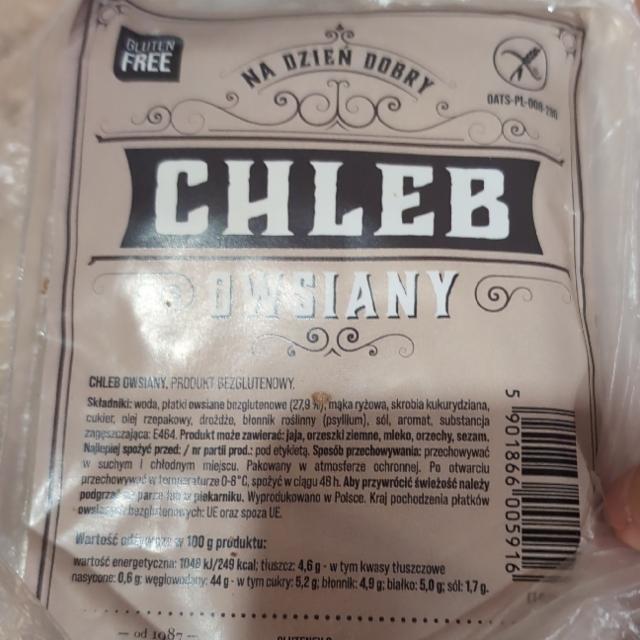 GLUTEN
FREE
NA DZIEŃ DOBRY
OATS-PL-008-
CHLEB
OWSIANY
CHLEB OWSIANY. PRODUKT BEZGLUTENOWY.
Składniki: woda, płatki owsiane bezglutenowe (27,9 %), mąka ryżowa, skrobia kukurydziana,
cukier, olej rzepakowy, drożdże, błonnik roślinny (psyllium), sól, aromat, substancja
zagęszczająca: E464. Produkt może zawierać: jaja, orzeszki ziemne, mleko, orzechy, sezam.
Najlepiej spożyć przed: / nr partii prod.: pod etykietą. Sposób przechowywania: przechowywać
w suchym i chłodnym miejscu. Pakowany w atmosferze ochronnej. Po otwarciu
przechowywać w temperaturze 0-8°C, spożyć w ciągu 48 h. Aby przywrócić świeżość należy
podgrzać na parze lub w piekarniku. Wyprodukowano w Polsce. Kraj pochodzenia płatków
owsianych bezglutenowych: UE oraz spoza UE.
Wartość odżywcza w 100 g produktu:
wartość energetyczna: 1048 kJ/249 kcal; tłuszcz: 4,6 g - w tym kwasy tłuszczowe
nasycone: 0,6 g; węglowodany: 44 g - w tym cukry: 5,2 g; błonnik: 4,9 g; białko: 5,0 g; sól: 1,7 g.
5 901866 005916
— od 1987 —